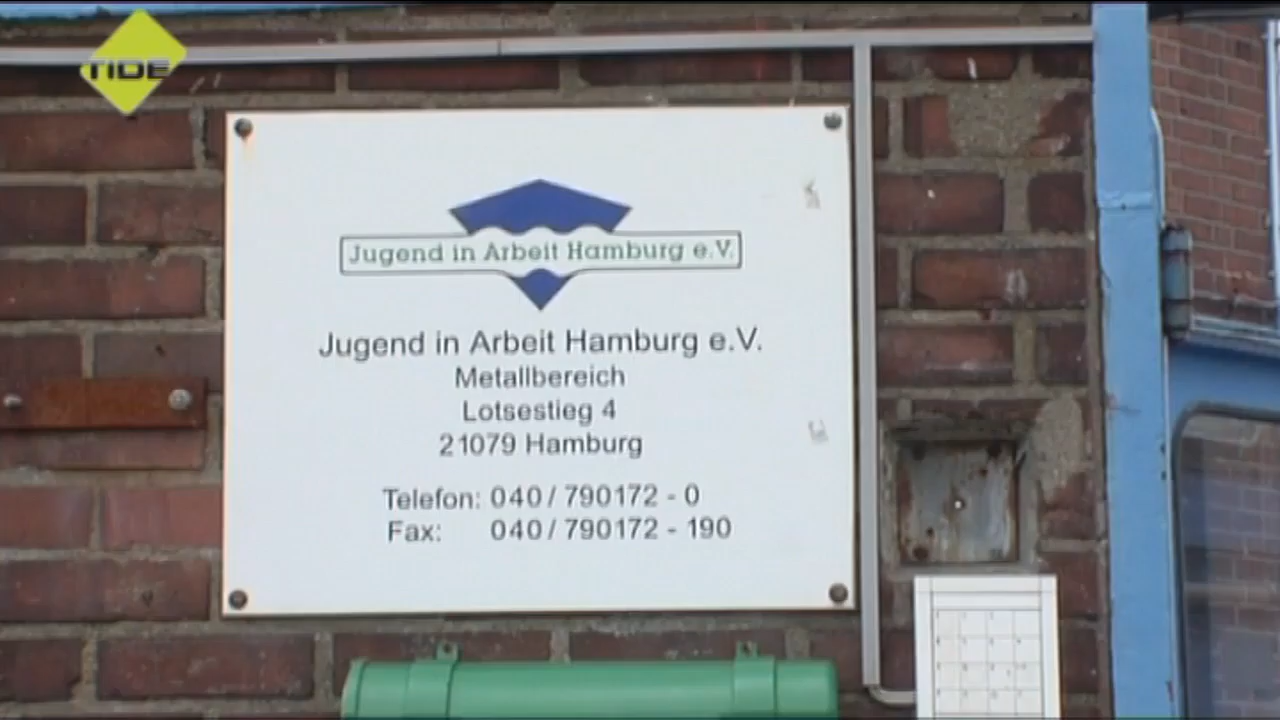 TIDE
Jugend in Arbeit Hamburg e.V.
Jugend in Arbeit Hamburg e.V.
Metallbereich
Lotsestieg 4
21079 Hamburg
Telefon: 040 / 790172 - 0
Fax: 040 / 790172 - 190